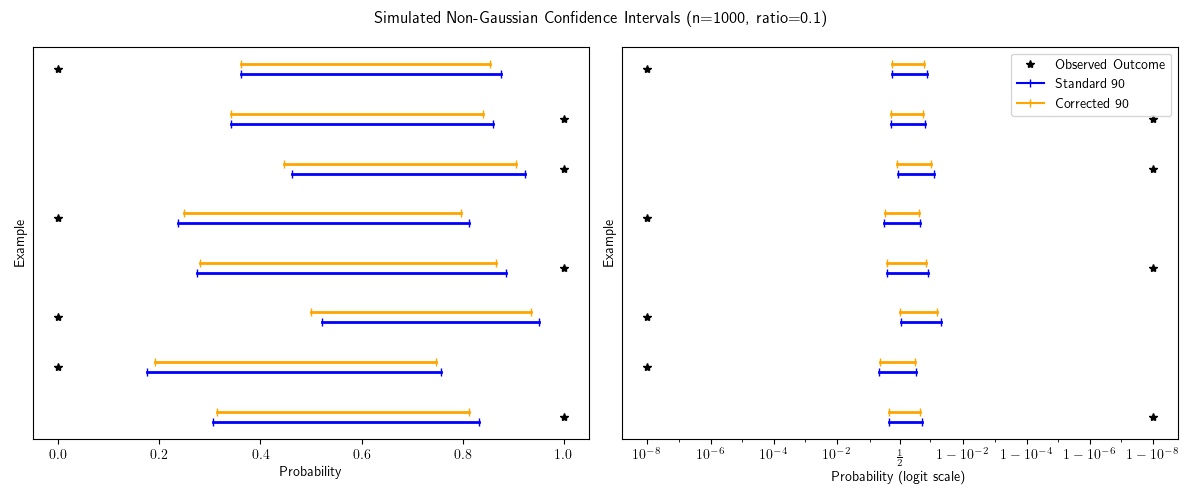 Simulated Non-Gaussian Confidence Intervals (n=1000, ratio=0.1)
Example
0.0 0.2 0.4 0.6 0.8 1.0
Probability
Example
Observed Outcome
Standard 90
Corrected 90
10⁻⁸ 10⁻⁶ 10⁻⁴ 10⁻² ½ 1 − 10⁻² 1 − 10⁻⁴ 1 − 10⁻⁶ 1 − 10⁻⁸
Probability (logit scale)